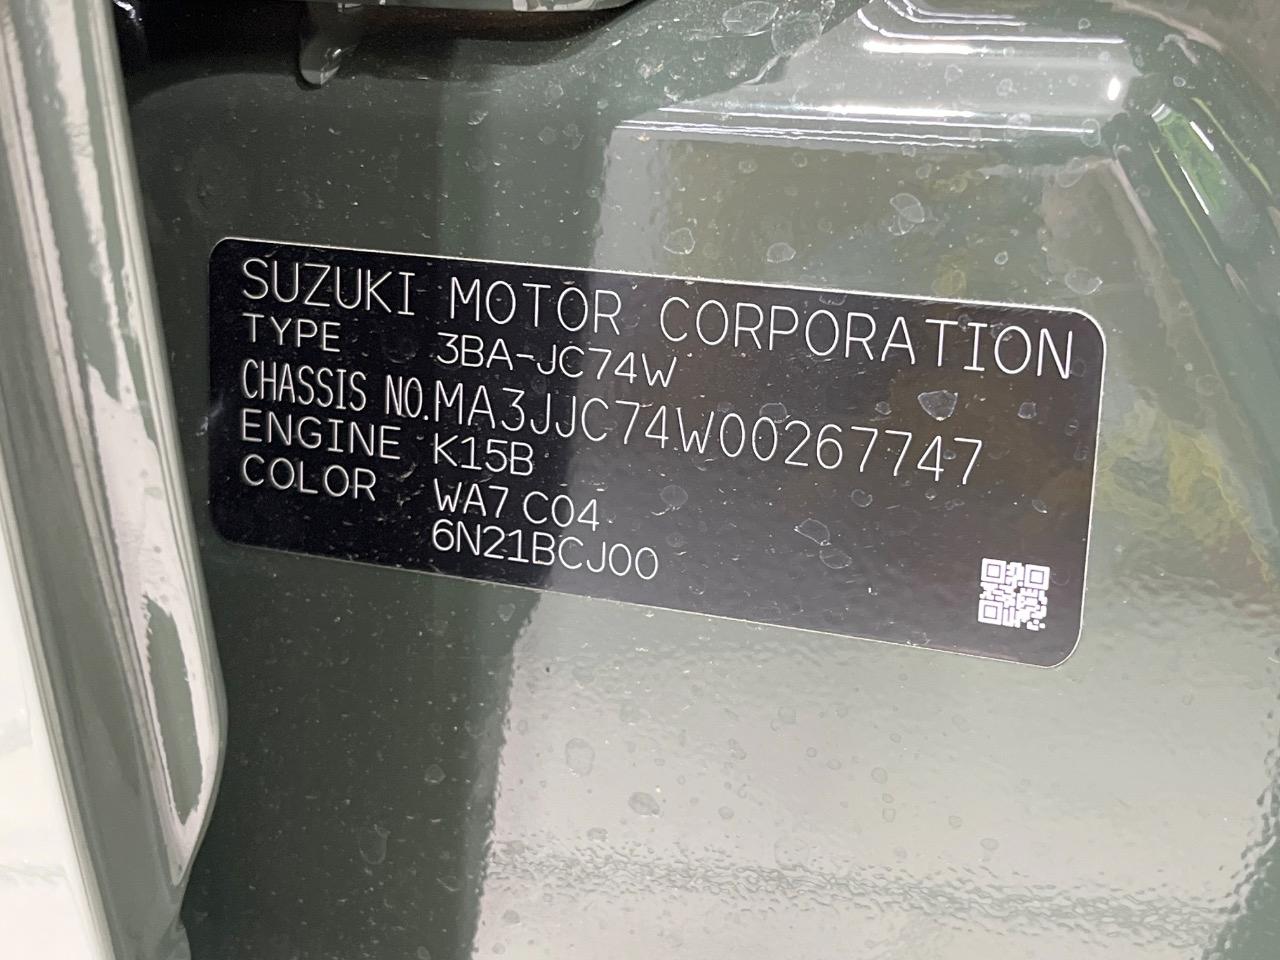 SUZUKI MOTOR CORPORATION
TYPE 3BA-JC74W
CHASSIS NO. MA3JJC74W00267747
ENGINE K15B
COLOR WA7 C04
6N21BCJ00